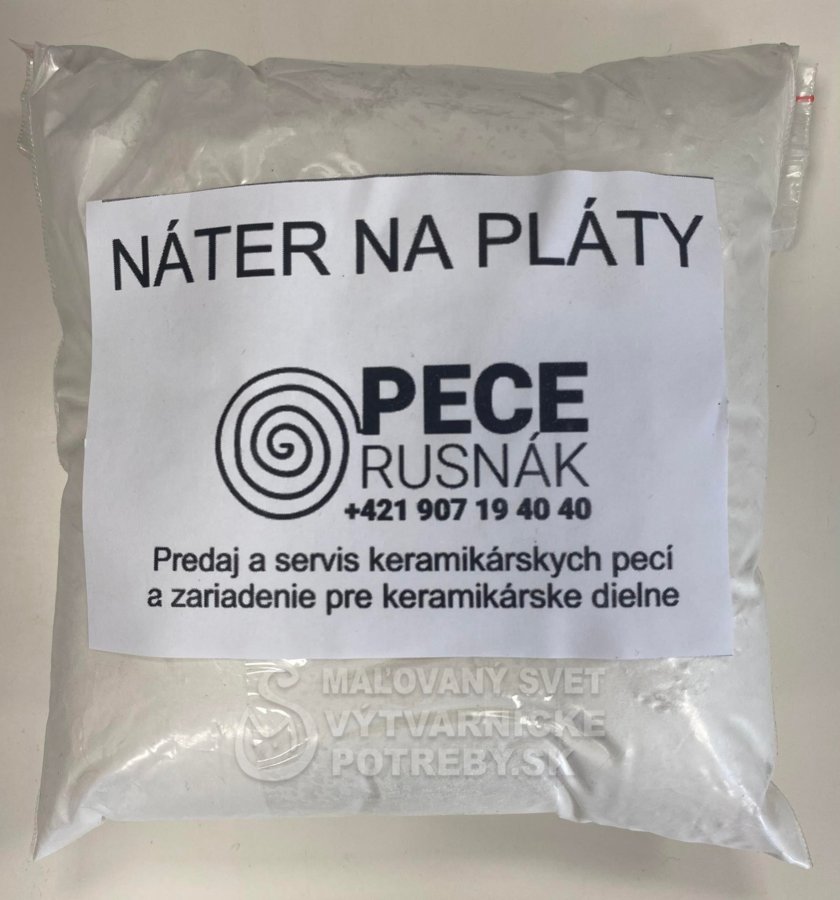 NÁTER NA PLÁTY
PECE
RUSNÁK
+421 907 19 40 40
Predaj a servis keramikárskych pecí
a zariadenie pre keramikárske dielne
MAĽOVANÝ SVET
VÝTVARNÍCKE
POTREBY.SK